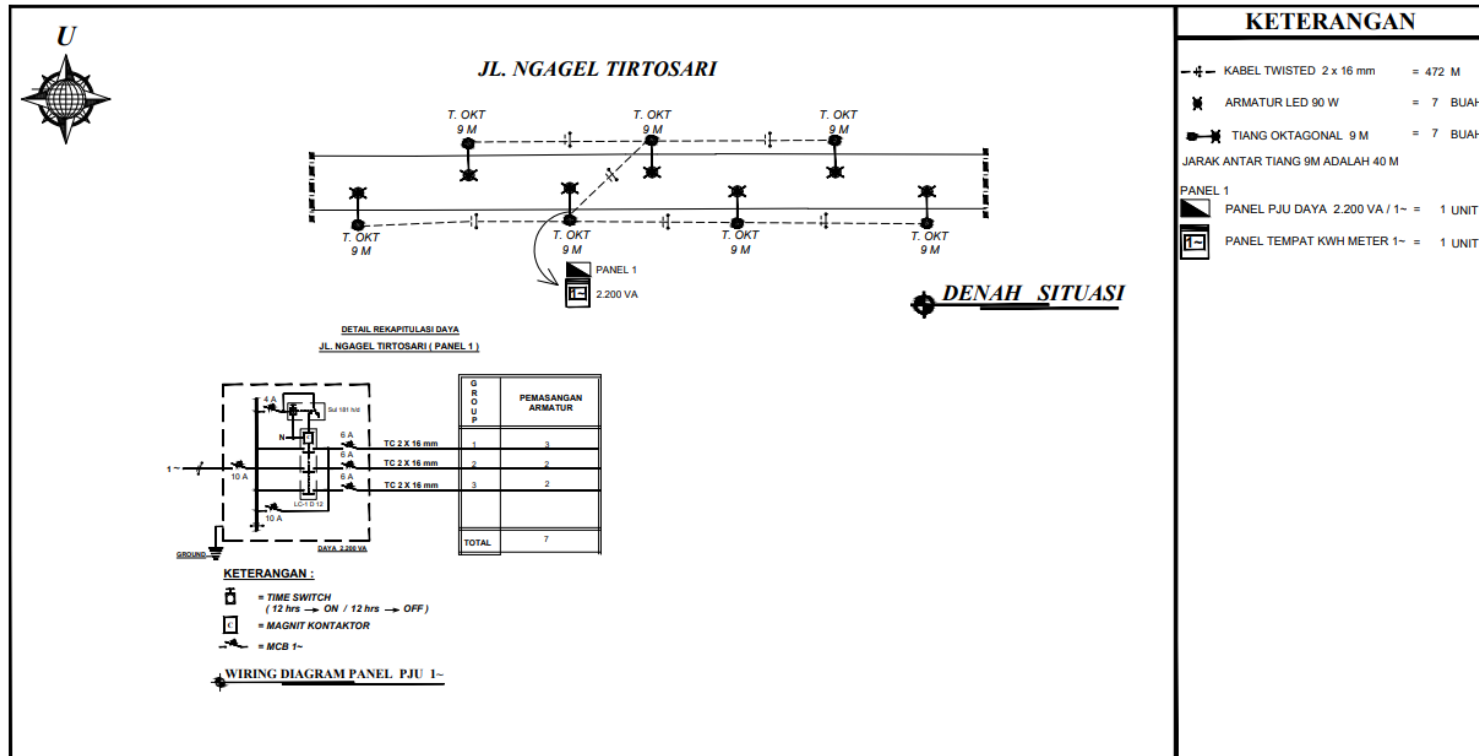 U
JL. NGAGEL TIRTOSARI
T. OKT
9 M
T. OKT
9 M
T. OKT
9 M
T. OKT
9 M
T. OKT
9 M
T. OKT
9 M
T. OKT
9 M
PANEL 1
1~ 2.200 VA
DENAH SITUASI
DETAIL REKAPITULASI DAYA
JL. NGAGEL TIRTOSARI ( PANEL 1 )
4 A
Sul 181 h/d
N
C
6 A
6 A
6 A
1~
10 A
LC-1 D 12
10 A
GROUND
DAYA 2.200 VA
TC 2 X 16 mm
TC 2 X 16 mm
TC 2 X 16 mm
GROUP PEMASANGAN
ARMATUR
1 3
2 2
3 2
TOTAL 7
KETERANGAN :
= TIME SWITCH
( 12 hrs → ON / 12 hrs → OFF )
C = MAGNIT KONTAKTOR
= MCB 1~
WIRING DIAGRAM PANEL PJU 1~
KETERANGAN
KABEL TWISTED 2 x 16 mm = 472 M
ARMATUR LED 90 W = 7 BUAH
TIANG OKTAGONAL 9 M = 7 BUAH
JARAK ANTAR TIANG 9M ADALAH 40 M
PANEL 1
PANEL PJU DAYA 2.200 VA / 1~ = 1 UNIT
1~ PANEL TEMPAT KWH METER 1~ = 1 UNIT